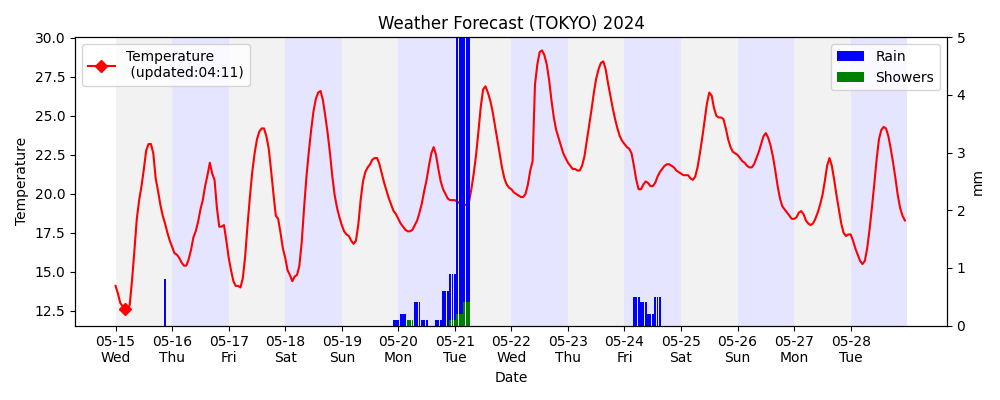 Weather Forecast (TOKYO) 2024
Temperature
(updated:04:11)
Rain
Showers
30.0
27.5
25.0
22.5
20.0
17.5
15.0
12.5
Temperature
5
4
3
2
1
0
mm
05-15 05-16 05-17 05-18 05-19 05-20 05-21 05-22 05-23 05-24 05-25 05-26 05-27 05-28
Wed Thu Fri Sat Sun Mon Tue Wed Thu Fri Sat Sun Mon Tue
Date